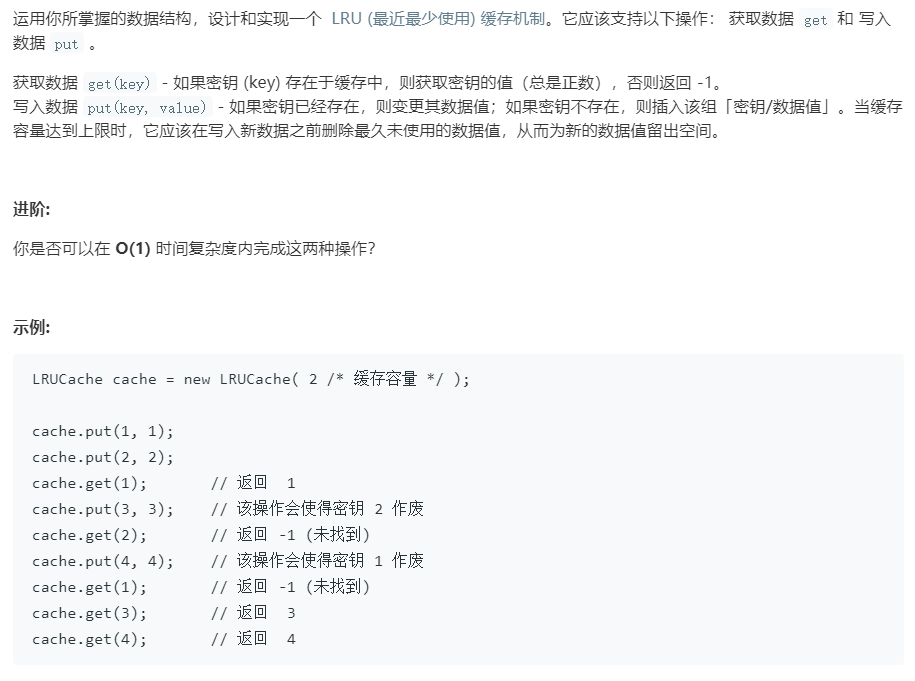 运用你所掌握的数据结构，设计和实现一个 LRU (最近最少使用) 缓存机制。它应该支持以下操作： 获取数据 get 和 写入
数据 put 。
获取数据 get(key) - 如果密钥 (key) 存在于缓存中，则获取密钥的值（总是正数），否则返回 -1。
写入数据 put(key, value) - 如果密钥已经存在，则变更其数据值；如果密钥不存在，则插入该组「密钥/数据值」。当缓存
容量达到上限时，它应该在写入新数据之前删除最久未使用的数据值，从而为新的数据值留出空间。
进阶:
你是否可以在 O(1) 时间复杂度内完成这两种操作？
示例:
LRUCache cache = new LRUCache( 2 /* 缓存容量 */ );
cache.put(1, 1);
cache.put(2, 2);
cache.get(1);       // 返回  1
cache.put(3, 3);    // 该操作会使得密钥 2 作废
cache.get(2);       // 返回 -1 (未找到)
cache.put(4, 4);    // 该操作会使得密钥 1 作废
cache.get(1);       // 返回 -1 (未找到)
cache.get(3);       // 返回  3
cache.get(4);       // 返回  4